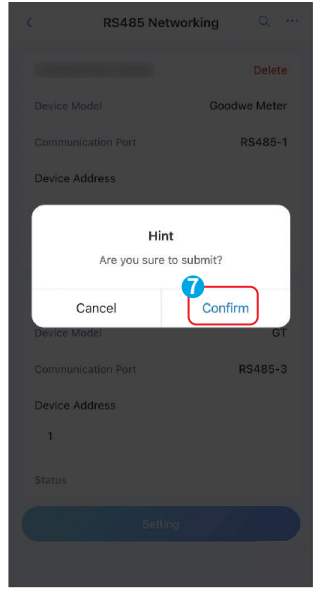 RS485 Networking
Delete
Device Model Goodwe Meter
Communication Port RS485-1
Device Address
Hint
Are you sure to submit?
7
Cancel Confirm
Device Model GT
Communication Port RS485-3
Device Address
1
Status
Setting